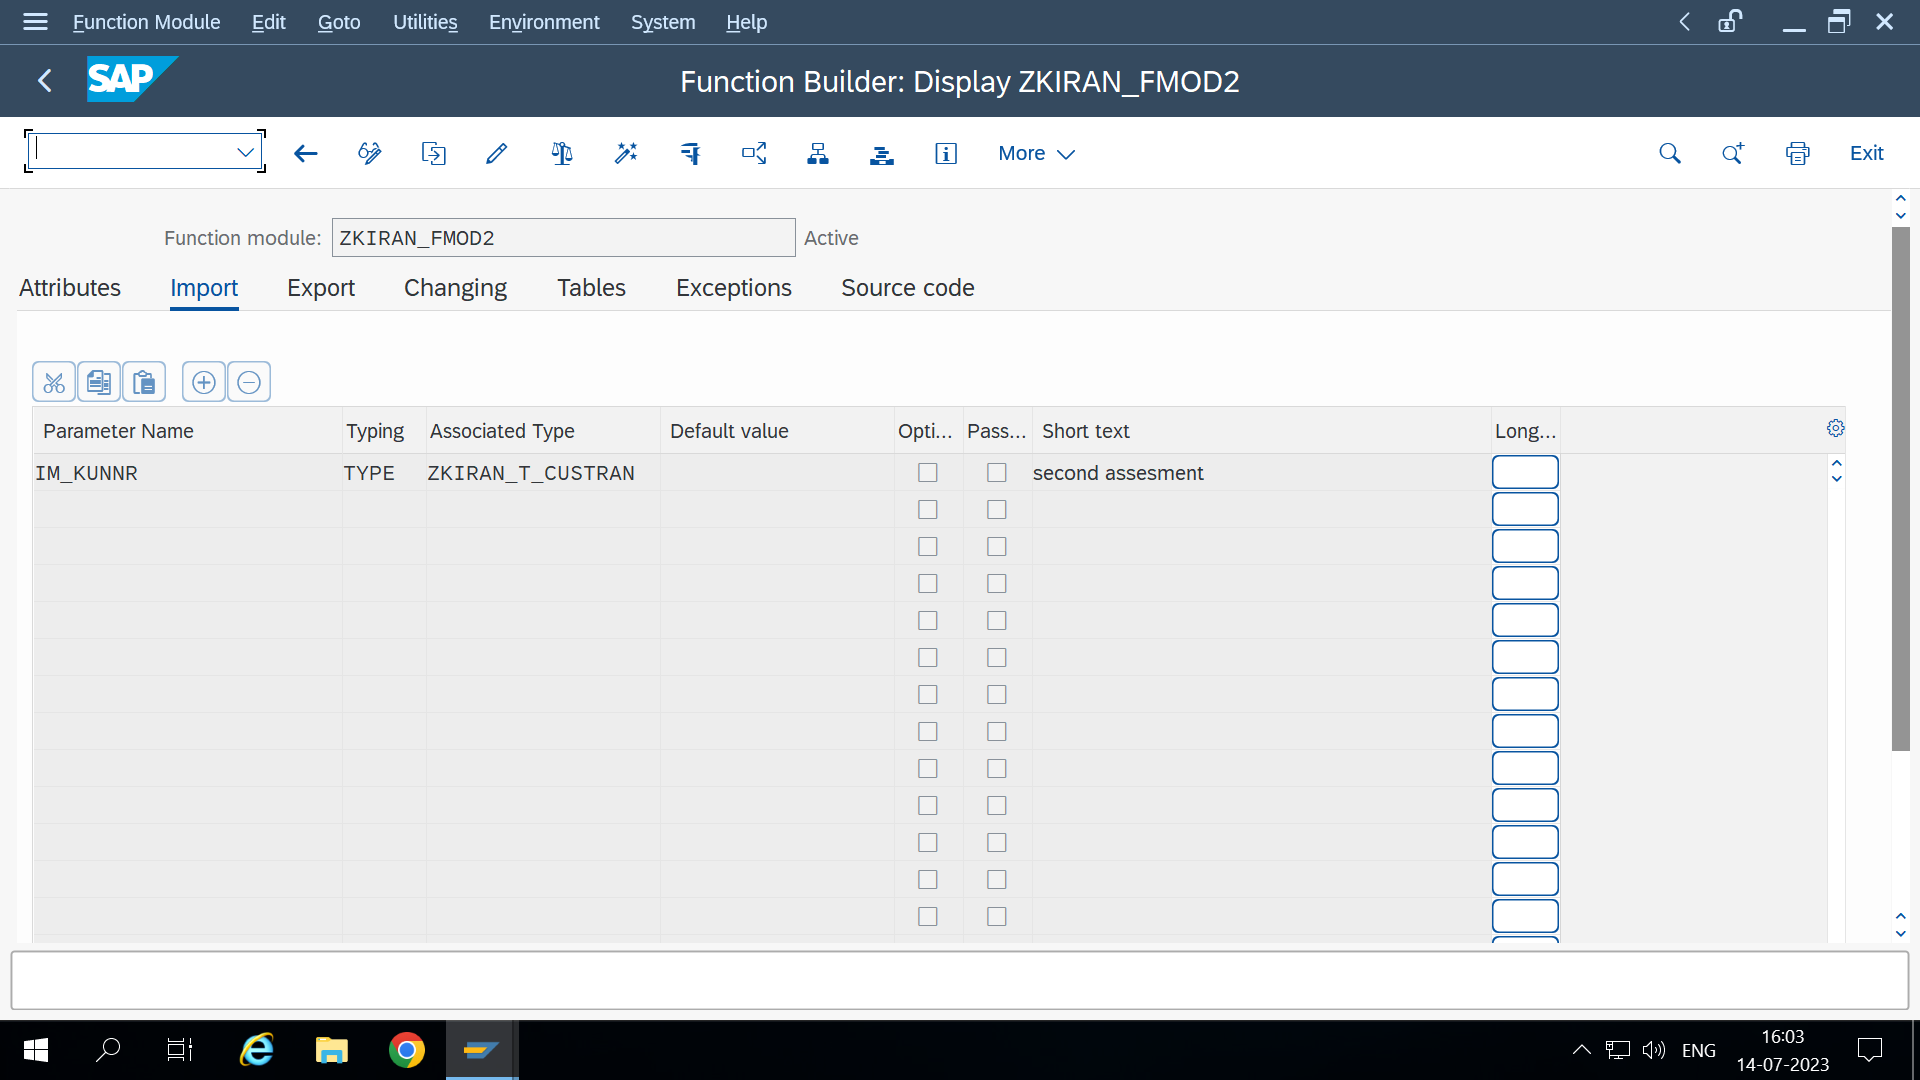 Function Module Edit Goto Utilities Environment System Help
SAP Function Builder: Display ZKIRAN_FMOD2
More Exit
Function module: ZKIRAN_FMOD2 Active
Attributes Import Export Changing Tables Exceptions Source code
Parameter Name Typing Associated Type Default value Opti... Pass... Short text Long...
IM_KUNNR TYPE ZKIRAN_T_CUSTRAN second assesment
ENG 16:03
14-07-2023